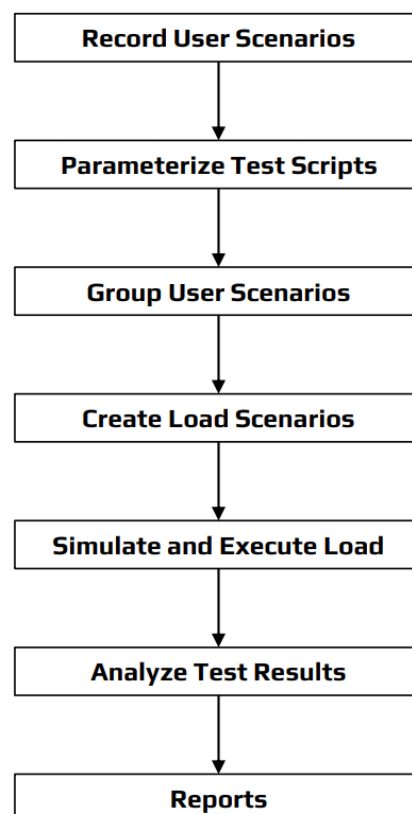 Record User Scenarios
Parameterize Test Scripts
Group User Scenarios
Create Load Scenarios
Simulate and Execute Load
Analyze Test Results
Reports